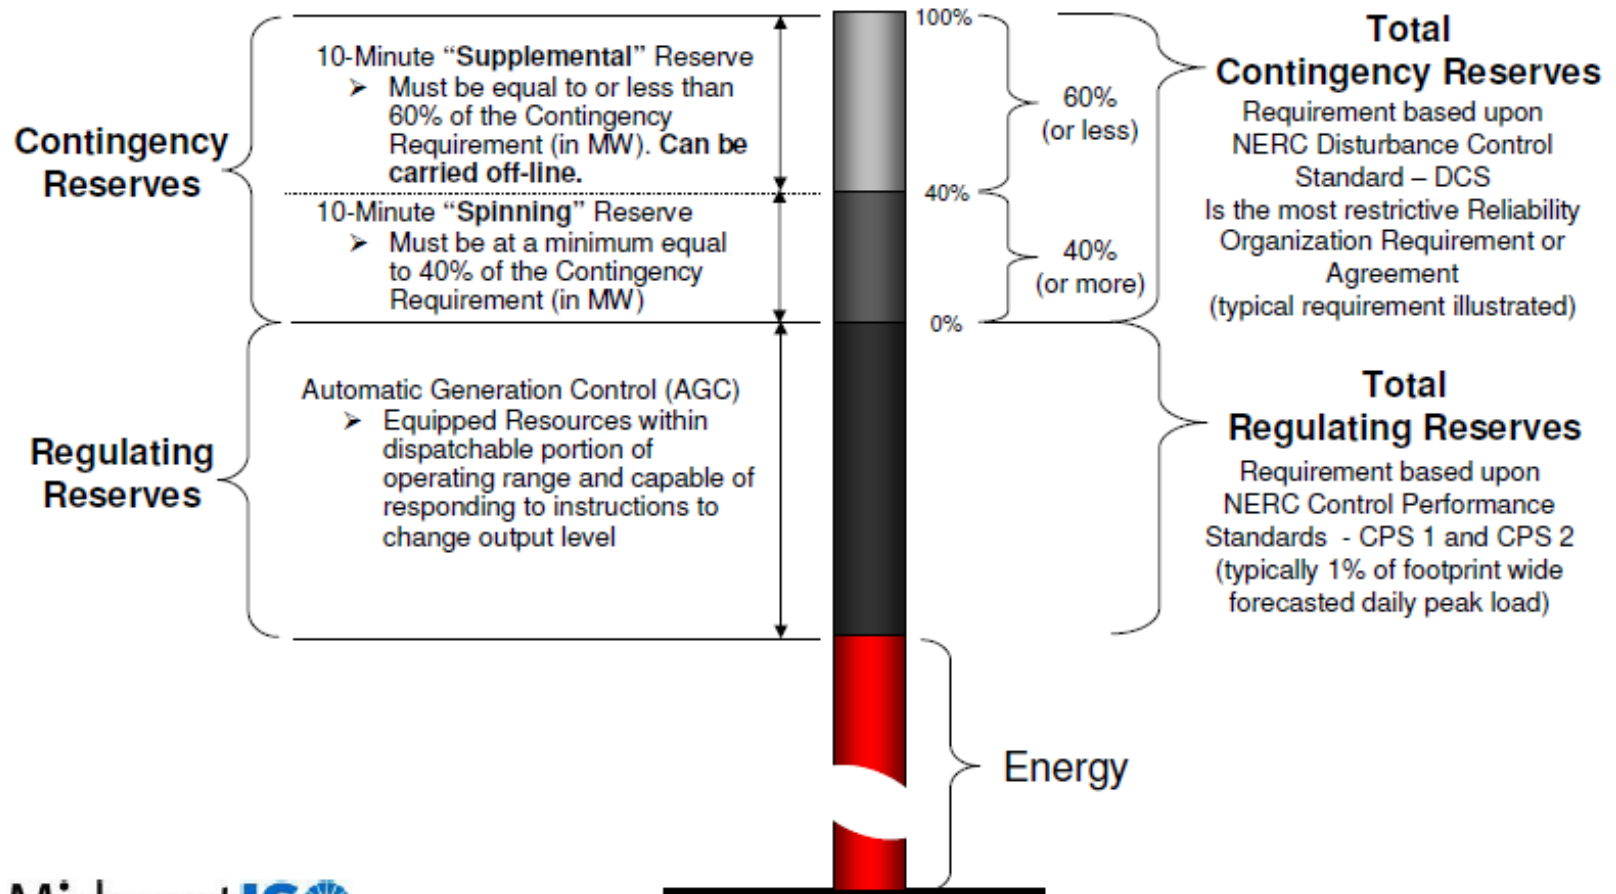 Contingency
Reserves
10-Minute “Supplemental” Reserve
➢ Must be equal to or less than
60% of the Contingency
Requirement (in MW). Can be
carried off-line.
10-Minute “Spinning” Reserve
➢ Must be at a minimum equal
to 40% of the Contingency
Requirement (in MW)
100%
60%
(or less)
40%
40%
(or more)
0%
Total
Contingency Reserves
Requirement based upon
NERC Disturbance Control
Standard – DCS
Is the most restrictive Reliability
Organization Requirement or
Agreement
(typical requirement illustrated)
Regulating
Reserves
Automatic Generation Control (AGC)
➢ Equipped Resources within
dispatchable portion of
operating range and capable of
responding to instructions to
change output level
Total
Regulating Reserves
Requirement based upon
NERC Control Performance
Standards - CPS 1 and CPS 2
(typically 1% of footprint wide
forecasted daily peak load)
Energy
Midwest ISO